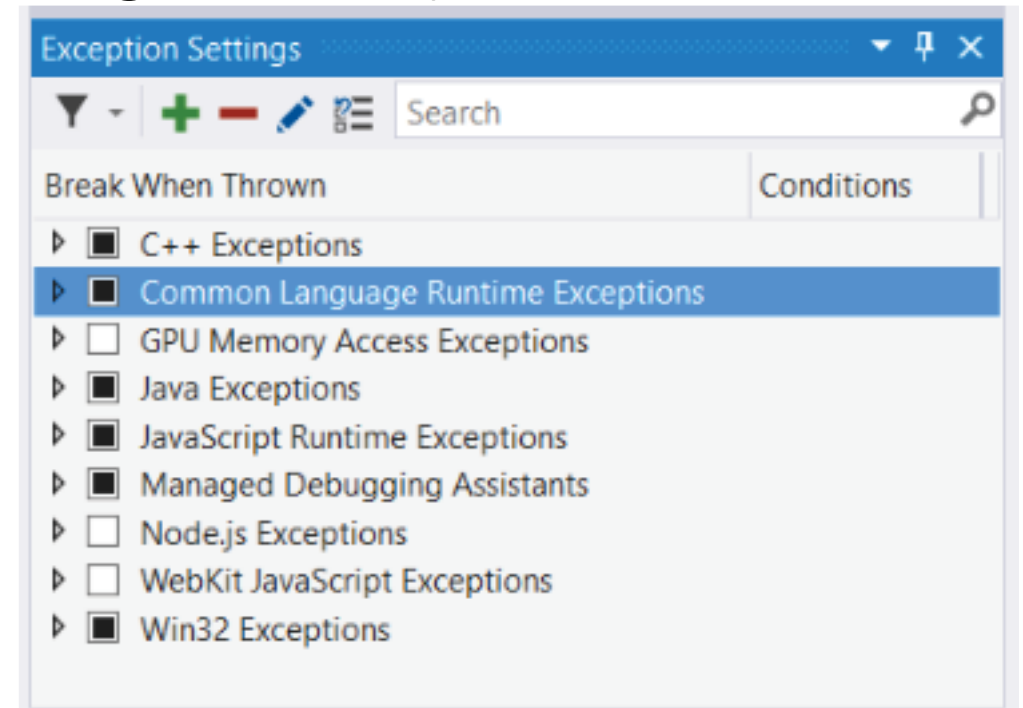 Exception Settings
Search
Break When Thrown Conditions
C++ Exceptions
Common Language Runtime Exceptions
GPU Memory Access Exceptions
Java Exceptions
JavaScript Runtime Exceptions
Managed Debugging Assistants
Node.js Exceptions
WebKit JavaScript Exceptions
Win32 Exceptions